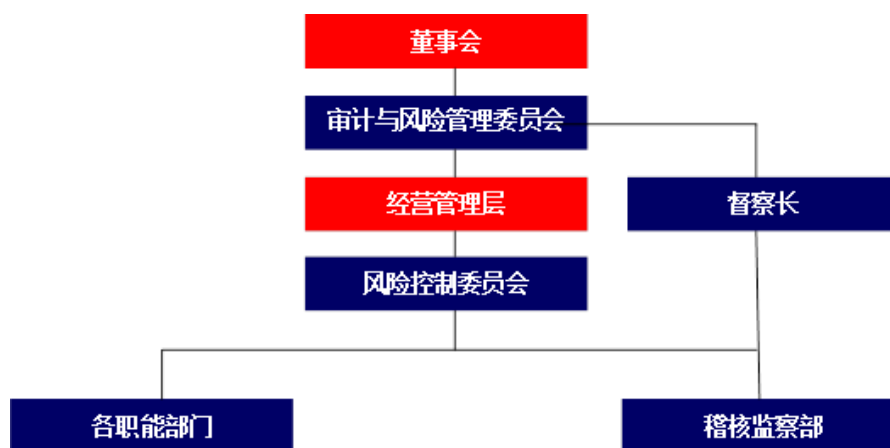 董事会
审计与风险管理委员会
经营管理层
督察长
风险控制委员会
各职能部门
稽核监察部